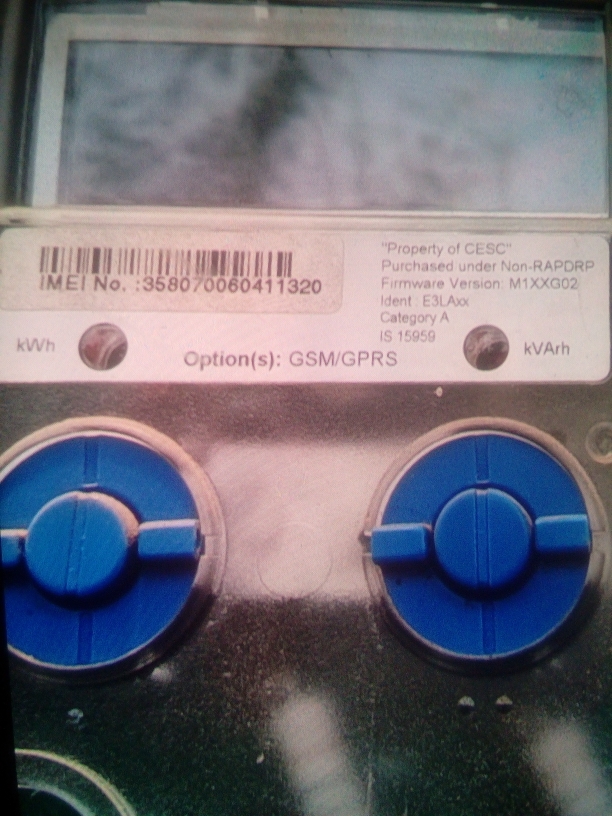 IMEI No. :358070060411320
"Property of CESC"
Purchased under Non-RAPDRP
Firmware Version: M1XXG02
Ident : E3LAxx
Category A
IS 15959
kWh
Option(s): GSM/GPRS
kVArh